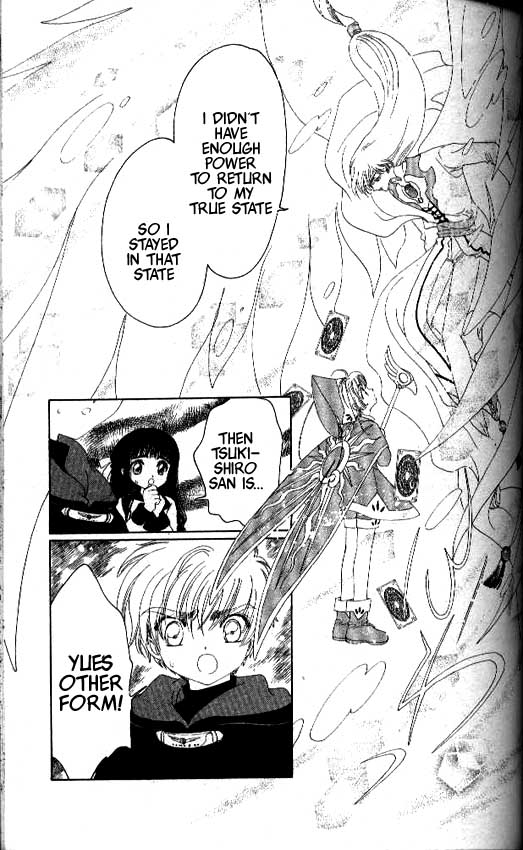 I DIDN'T
HAVE
ENOUGH
POWER
TO RETURN
TO MY
TRUE STATE
SO I
STAYED
IN THAT
STATE
THEN
TSUKI-
SHIRO
SAN IS...
YUES
OTHER
FORM!